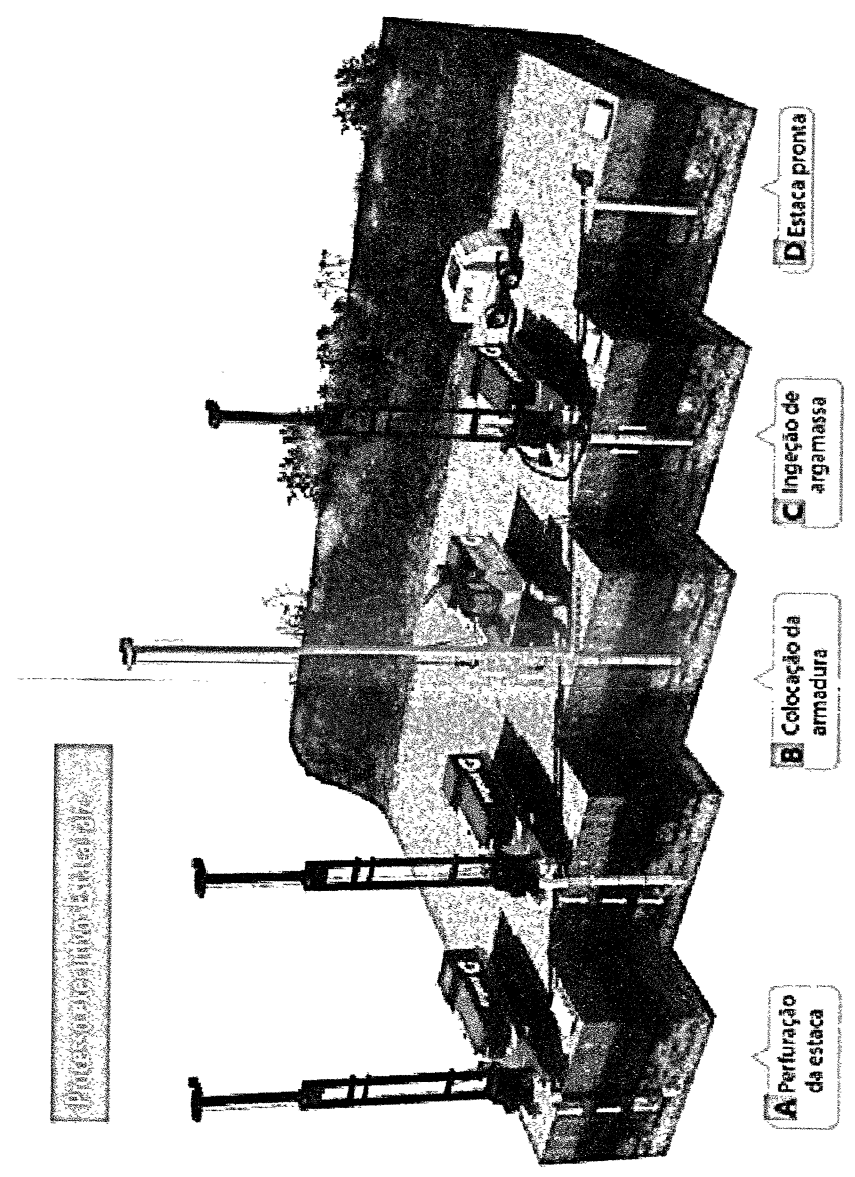 A Perfuração
da estaca
B Colocação da
armadura
C Ingeção de
argamassa
D Estaca pronta